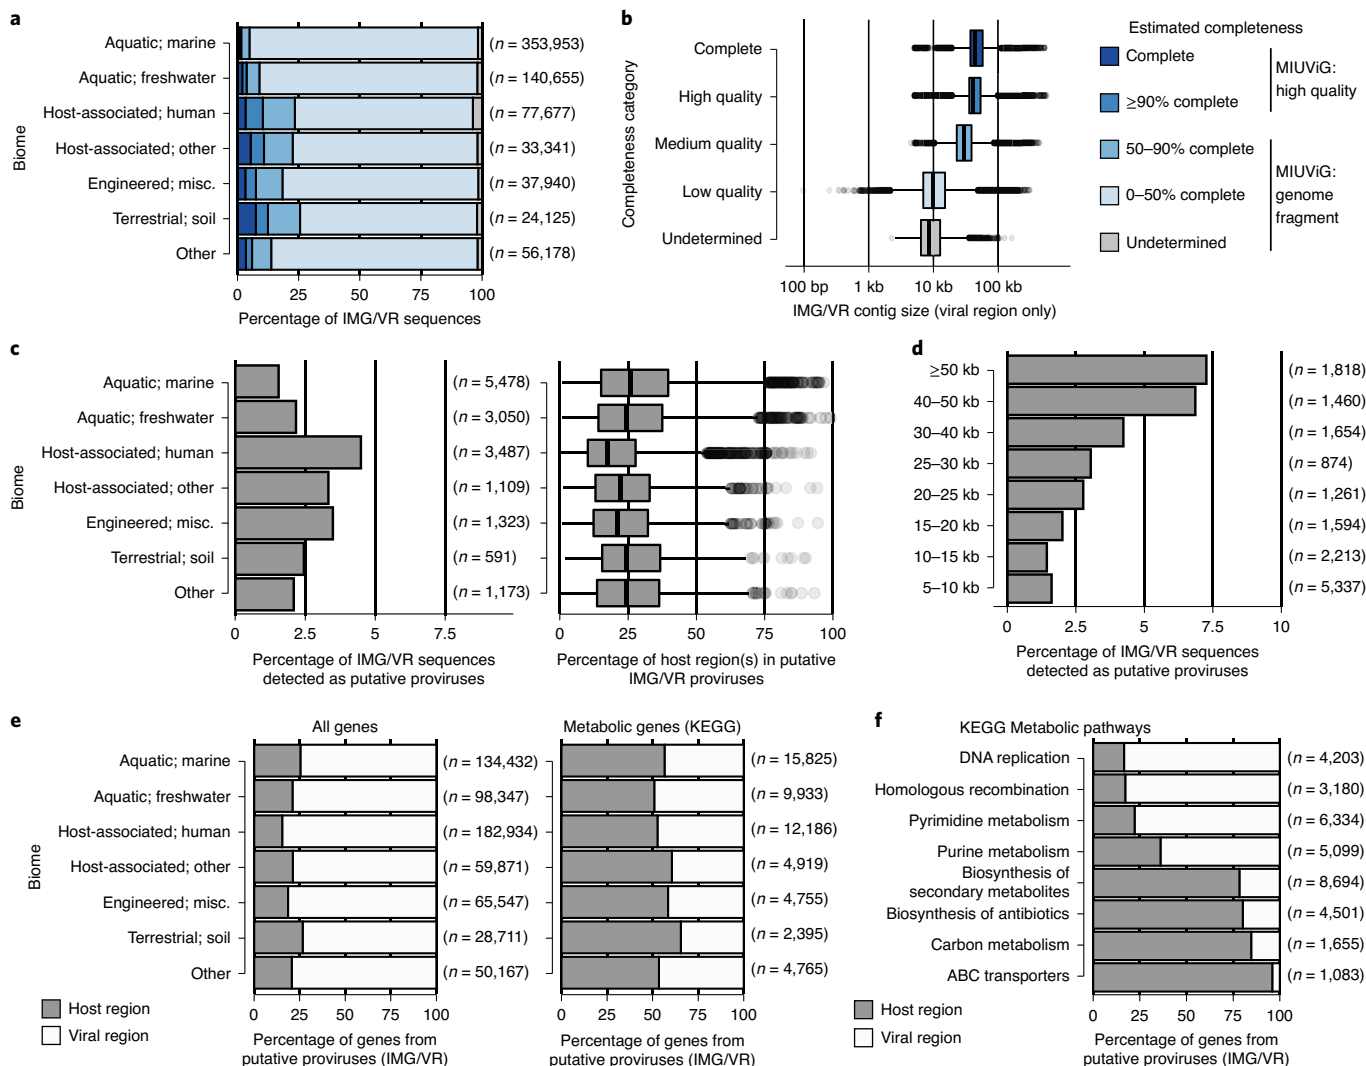 a
Biome
Aquatic; marine
(n = 353,953)
Aquatic; freshwater
(n = 140,655)
Host-associated; human
(n = 77,677)
Host-associated; other
(n = 33,341)
Engineered; misc.
(n = 37,940)
Terrestrial; soil
(n = 24,125)
Other
(n = 56,178)
0 25 50 75 100
Percentage of IMG/VR sequences
b
Completeness category
Complete
High quality
Medium quality
Low quality
Undetermined
100 bp 1 kb 10 kb 100 kb
IMG/VR contig size (viral region only)
Estimated completeness
Complete
≥90% complete
50–90% complete
0–50% complete
Undetermined
MIUViG:
high quality
MIUViG:
genome
fragment
c
Biome
Aquatic; marine
(n = 5,478)
Aquatic; freshwater
(n = 3,050)
Host-associated; human
(n = 3,487)
Host-associated; other
(n = 1,109)
Engineered; misc.
(n = 1,323)
Terrestrial; soil
(n = 591)
Other
(n = 1,173)
0 2.5 5 7.5
Percentage of IMG/VR sequences
detected as putative proviruses
0 25 50 75 100
Percentage of host region(s) in putative
IMG/VR proviruses
d
≥50 kb
(n = 1,818)
40–50 kb
(n = 1,460)
30–40 kb
(n = 1,654)
25–30 kb
(n = 874)
20–25 kb
(n = 1,261)
15–20 kb
(n = 1,594)
10–15 kb
(n = 2,213)
5–10 kb
(n = 5,337)
0 2.5 5 7.5 10
Percentage of IMG/VR sequences
detected as putative proviruses
e
Biome
All genes
Metabolic genes (KEGG)
Aquatic; marine
(n = 134,432)
(n = 15,825)
Aquatic; freshwater
(n = 98,347)
(n = 9,933)
Host-associated; human
(n = 182,934)
(n = 12,186)
Host-associated; other
(n = 59,871)
(n = 4,919)
Engineered; misc.
(n = 65,547)
(n = 4,755)
Terrestrial; soil
(n = 28,711)
(n = 2,395)
Other
(n = 50,167)
(n = 4,765)
0 25 50 75 100
0 25 50 75 100
Host region
Viral region
Percentage of genes from
putative proviruses (IMG/VR)
Percentage of genes from
putative proviruses (IMG/VR)
f
KEGG Metabolic pathways
DNA replication
(n = 4,203)
Homologous recombination
(n = 3,180)
Pyrimidine metabolism
(n = 6,334)
Purine metabolism
(n = 5,099)
Biosynthesis of
secondary metabolites
(n = 8,694)
Biosynthesis of antibiotics
(n = 4,501)
Carbon metabolism
(n = 1,655)
ABC transporters
(n = 1,083)
0 25 50 75 100
Host region
Viral region
Percentage of genes from
putative proviruses (IMG/VR)